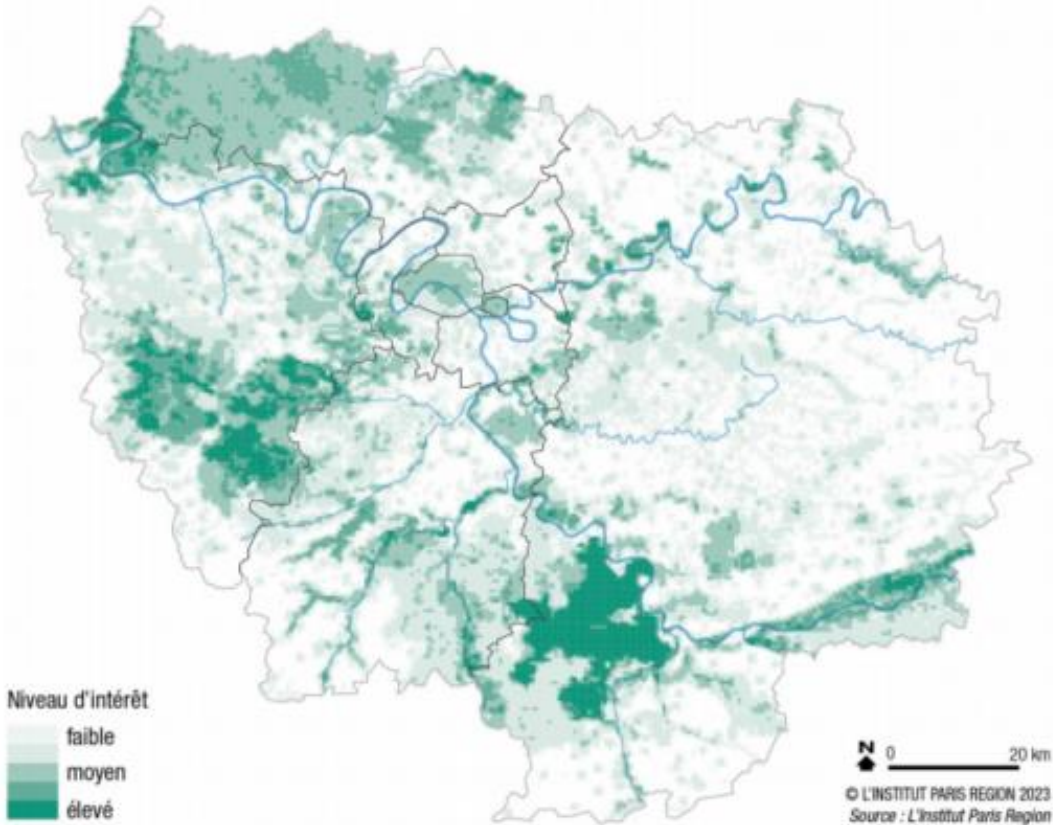 Niveau d'intérêt
faible
moyen
élevé
N 0 20 km
© L'INSTITUT PARIS REGION 2023
Source : L'Institut Paris Region